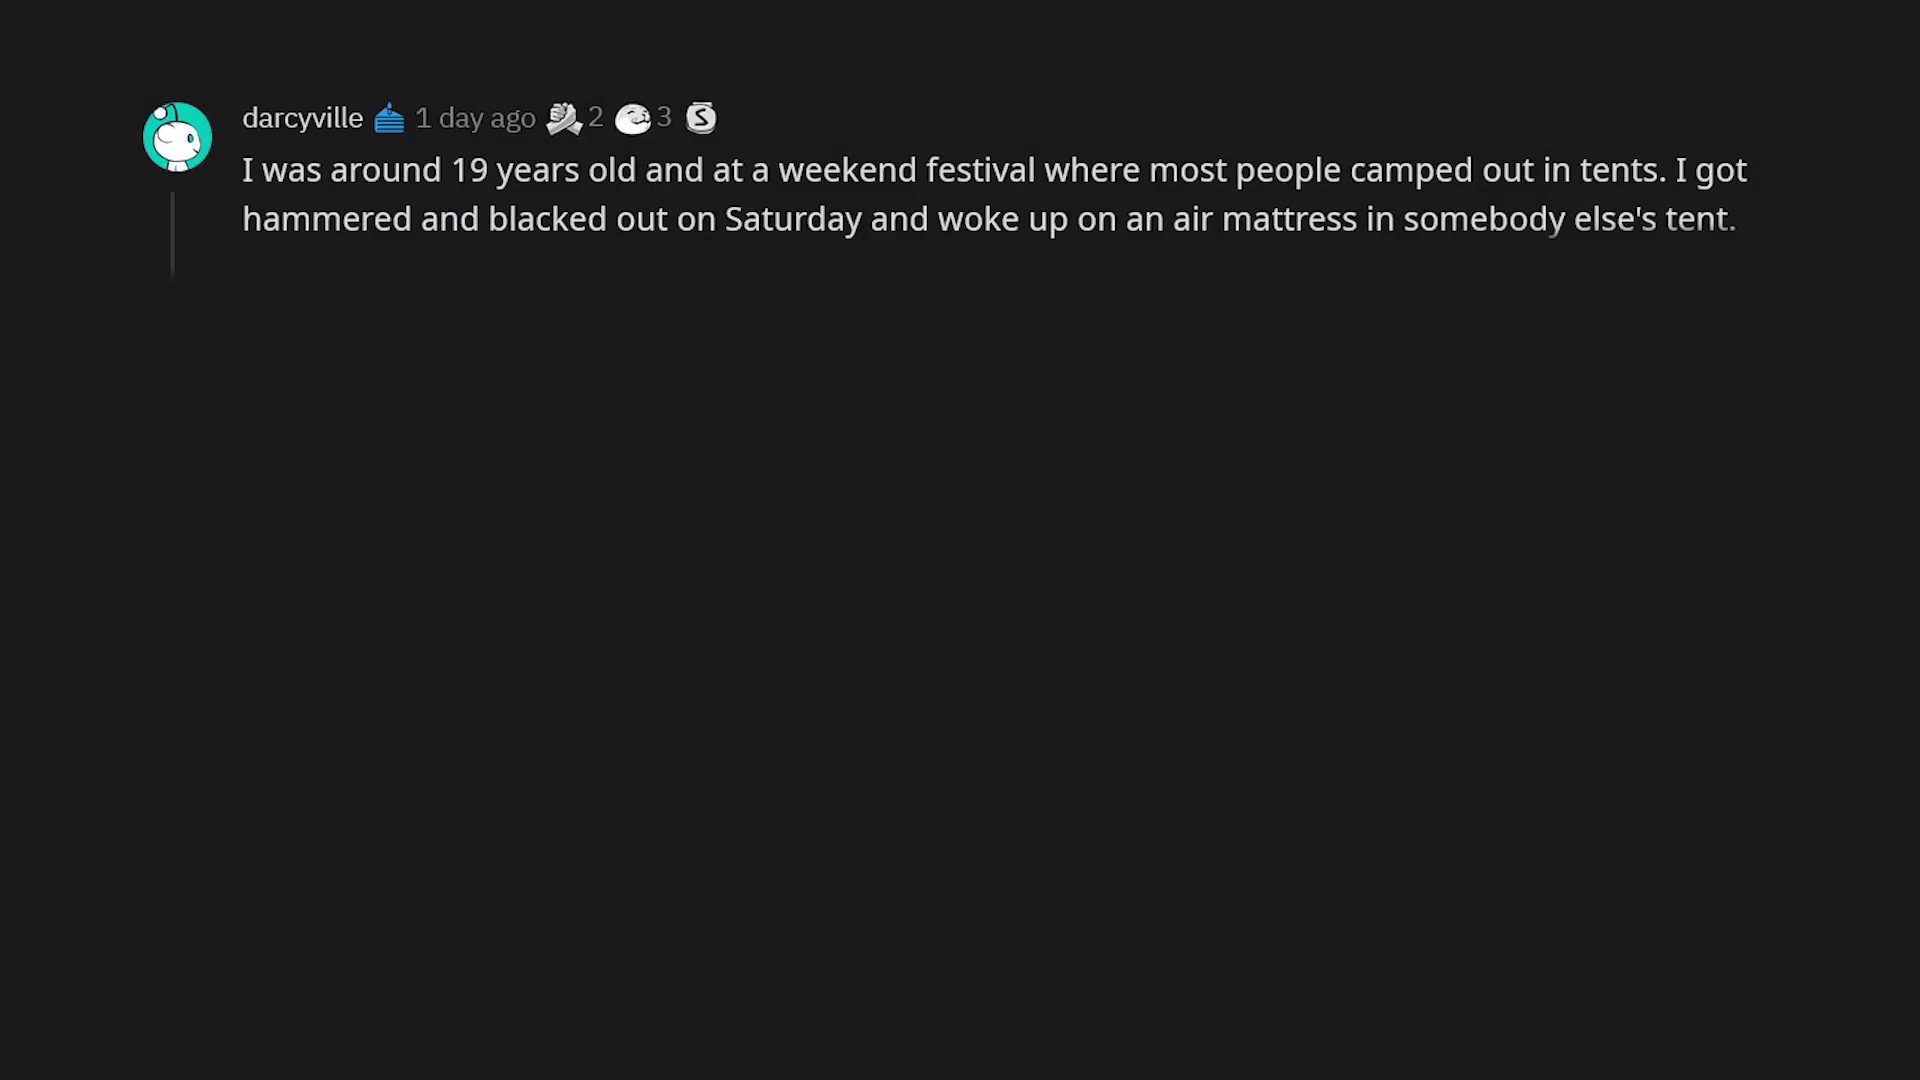 darcyville 1 day ago 2 3 S
I was around 19 years old and at a weekend festival where most people camped out in tents. I got
hammered and blacked out on Saturday and woke up on an air mattress in somebody else's tent.